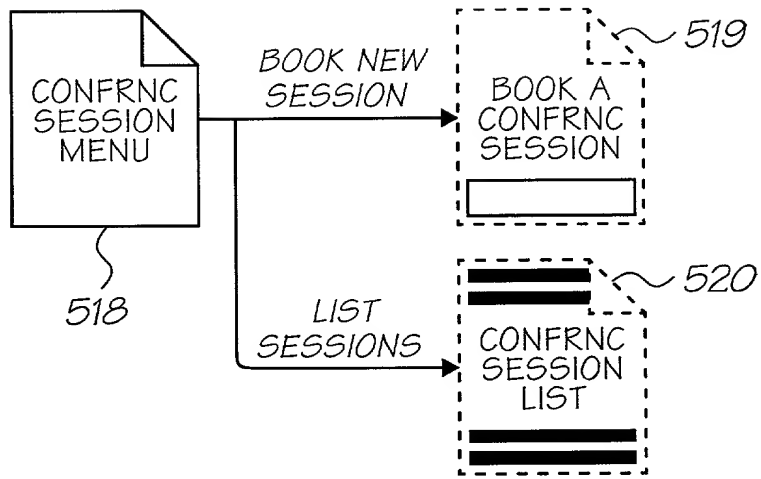 CONFRNC
SESSION
MENU
518
BOOK NEW
SESSION
BOOK A
CONFRNC
SESSION
519
LIST
SESSIONS
CONFRNC
SESSION
LIST
520